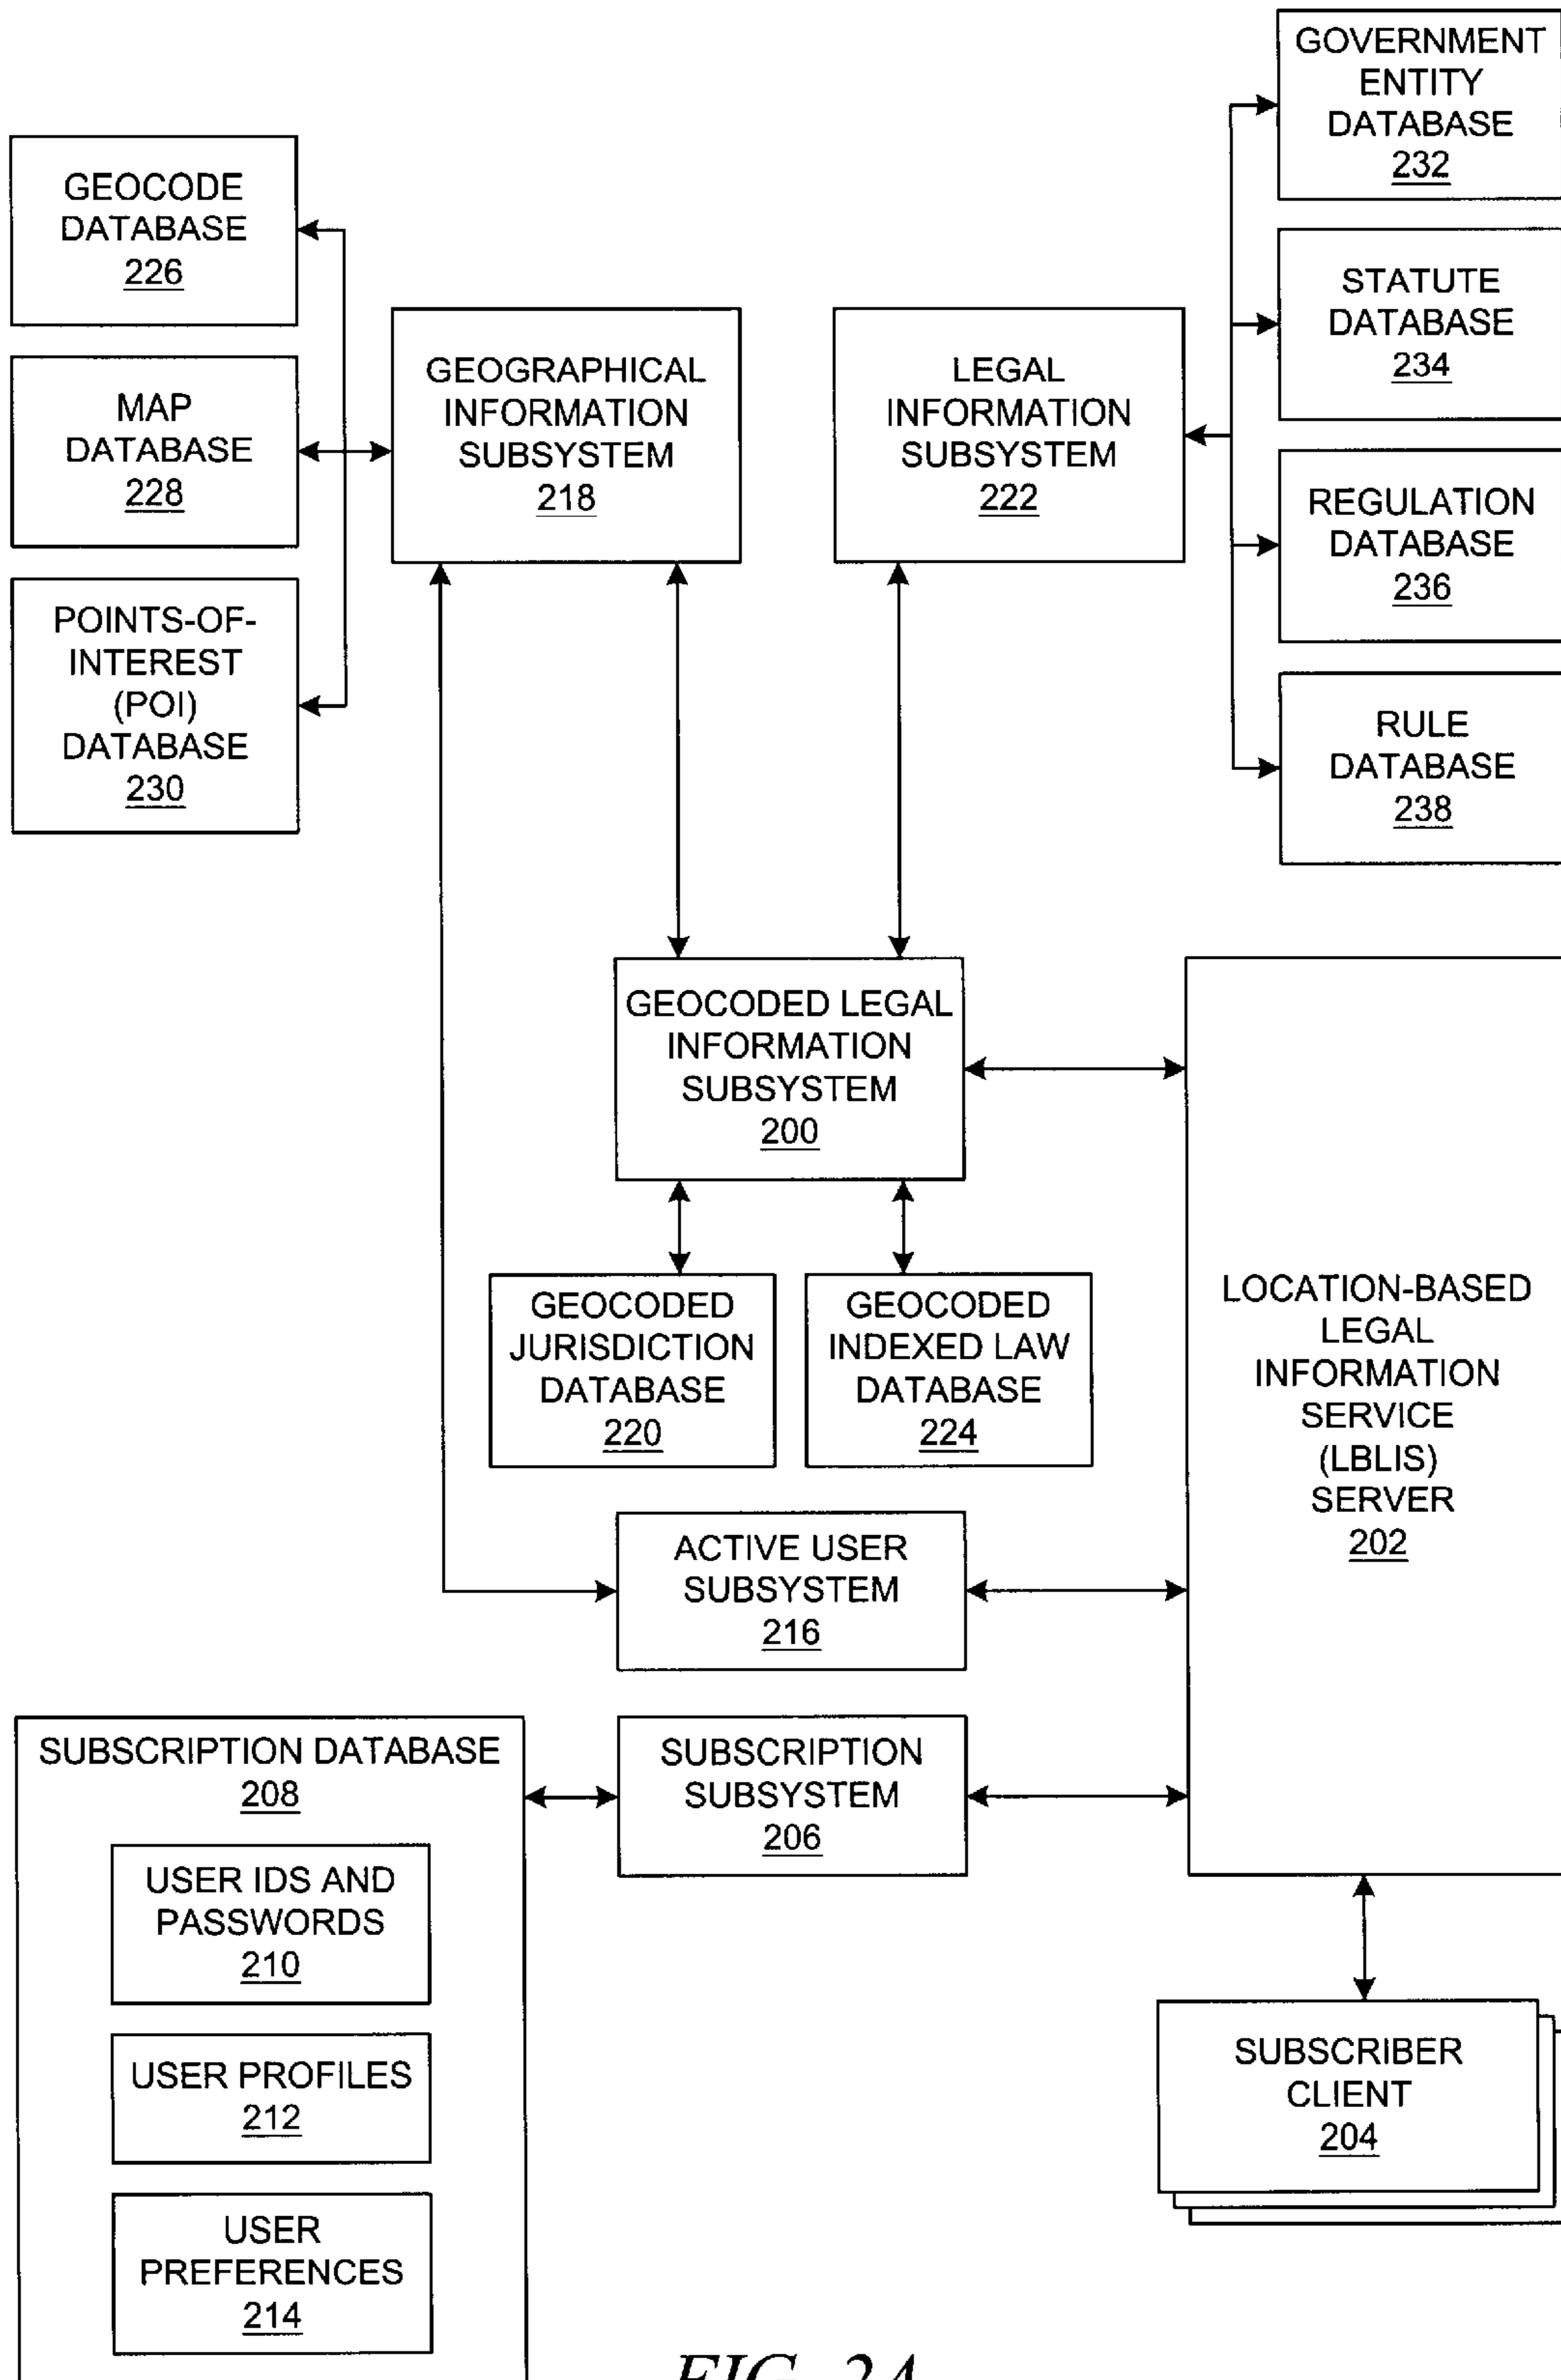 GOVERNMENT
ENTITY
DATABASE
232
GEOCODE
DATABASE
226
STATUTE
DATABASE
234
MAP
DATABASE
228
GEOGRAPHICAL
INFORMATION
SUBSYSTEM
218
LEGAL
INFORMATION
SUBSYSTEM
222
REGULATION
DATABASE
236
POINTS-OF-
INTEREST
(POI)
DATABASE
230
RULE
DATABASE
238
GEOCODED LEGAL
INFORMATION
SUBSYSTEM
200
GEOCODED
JURISDICTION
DATABASE
220
GEOCODED
INDEXED LAW
DATABASE
224
LOCATION-BASED
LEGAL
INFORMATION
SERVICE
(LBLIS)
SERVER
202
ACTIVE USER
SUBSYSTEM
216
SUBSCRIPTION DATABASE
208
SUBSCRIPTION
SUBSYSTEM
206
USER IDS AND
PASSWORDS
210
USER PROFILES
212
USER
PREFERENCES
214
SUBSCRIBER
CLIENT
204
FIG. 2A